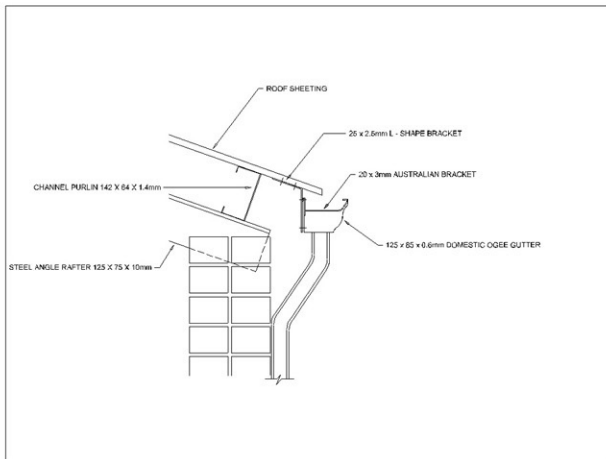 ROOF SHEETING
25 x 2.5mm L - SHAPE BRACKET
20 x 3mm AUSTRALIAN BRACKET
CHANNEL PURLIN 142 X 64 X 1.4mm
125 x 85 x 0.6mm DOMESTIC OGEE GUTTER
STEEL ANGLE RAFTER 125 X 75 X 10mm